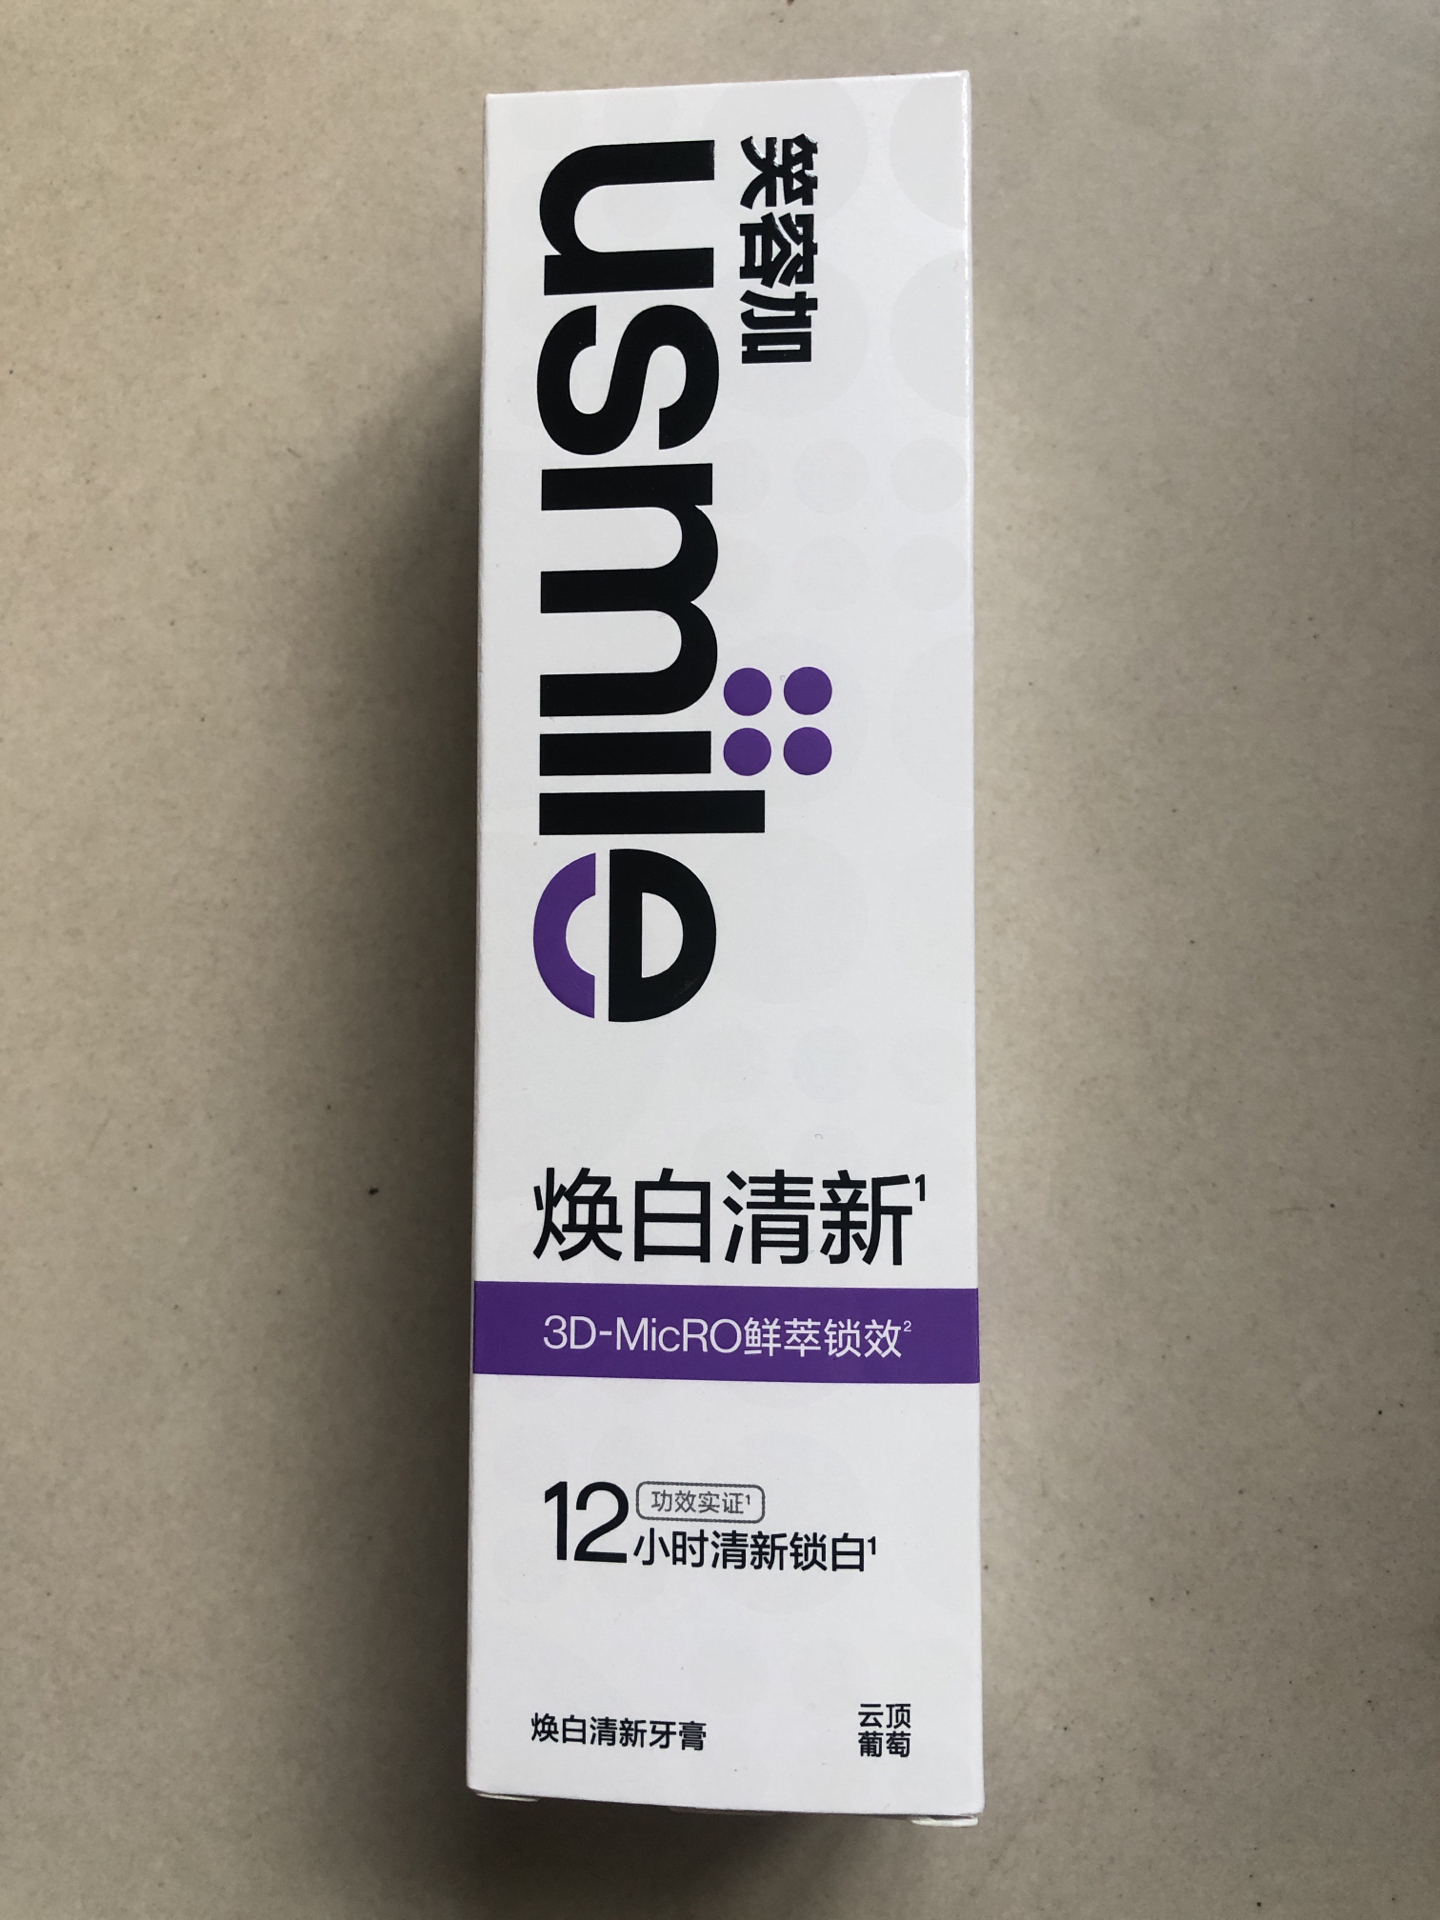 笑容加
usmile
焕白清新¹
3D-MicRO鲜萃锁效²
12
功效实证¹
小时清新锁白¹
焕白清新牙膏
云顶
葡萄